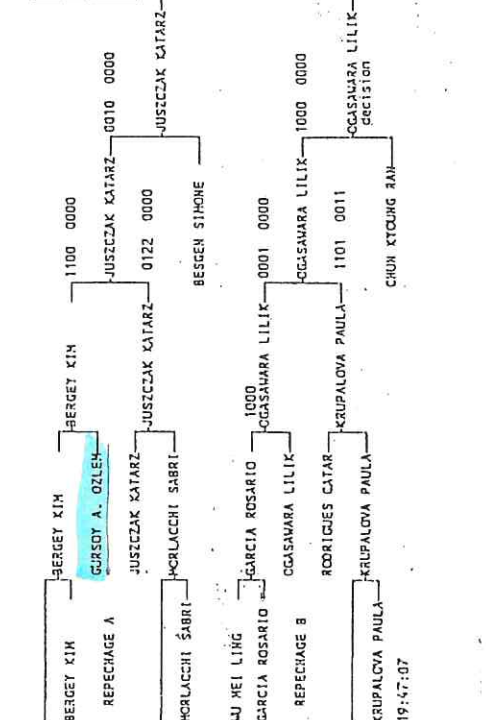 BERGEY KIM
BERGEY KIM
BERGEY KIM
1100 0000
REPECHAGE A
GURSOY A. OZLEM
JUSZCZAK KATARZ
0010 0000
JUSZCZAK KATARZ
JUSZCZAK KATARZ
JUSZCZAK KATARZ
0122 0000
MORLACCHI SABRI
MORLACCHI SABRI
BESGEN SIMONE
MEI LING
GARCIA ROSARIO
1000
GARCIA ROSARIO
OGASAWARA LILIK
0001 0000
REPECHAGE B
OGASAWARA LILIK
OGASAWARA LILIK
1000 0000
OGASAWARA LILIK
decision
RODRIGUES CATAR
KRUPALOVA PAULA
1101 0011
KRUPALOVA PAULA
KRUPALOVA PAULA
CHUN KYOUNG RAN
9:47:07